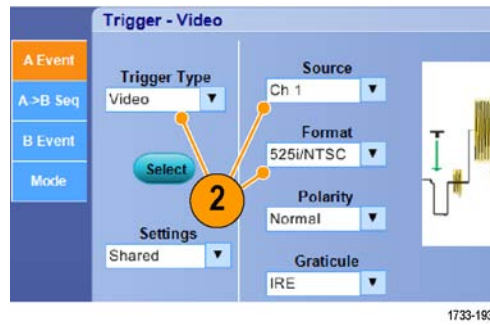 Trigger - Video
A Event
A->B Seq
B Event
Mode
Trigger Type
Video
Select
Settings
Shared
2
Source
Ch 1
Format
525i/NTSC
Polarity
Normal
Graticule
IRE
T
1733-193